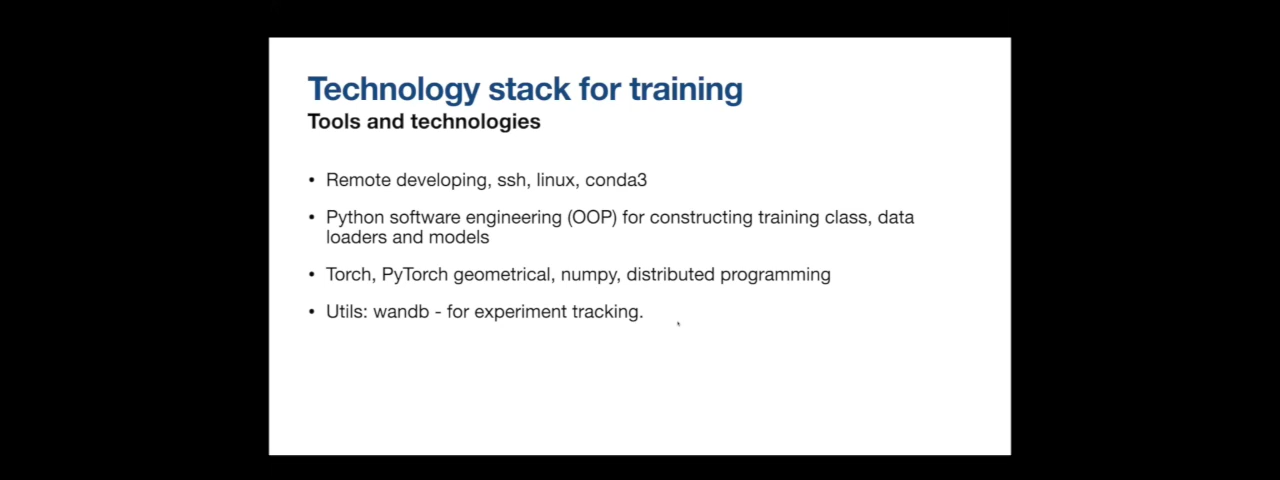 Technology stack for training
Tools and technologies
• Remote developing, ssh, linux, conda3
• Python software engineering (OOP) for constructing training class, data
loaders and models
• Torch, PyTorch geometrical, numpy, distributed programming
• Utils: wandb - for experiment tracking.